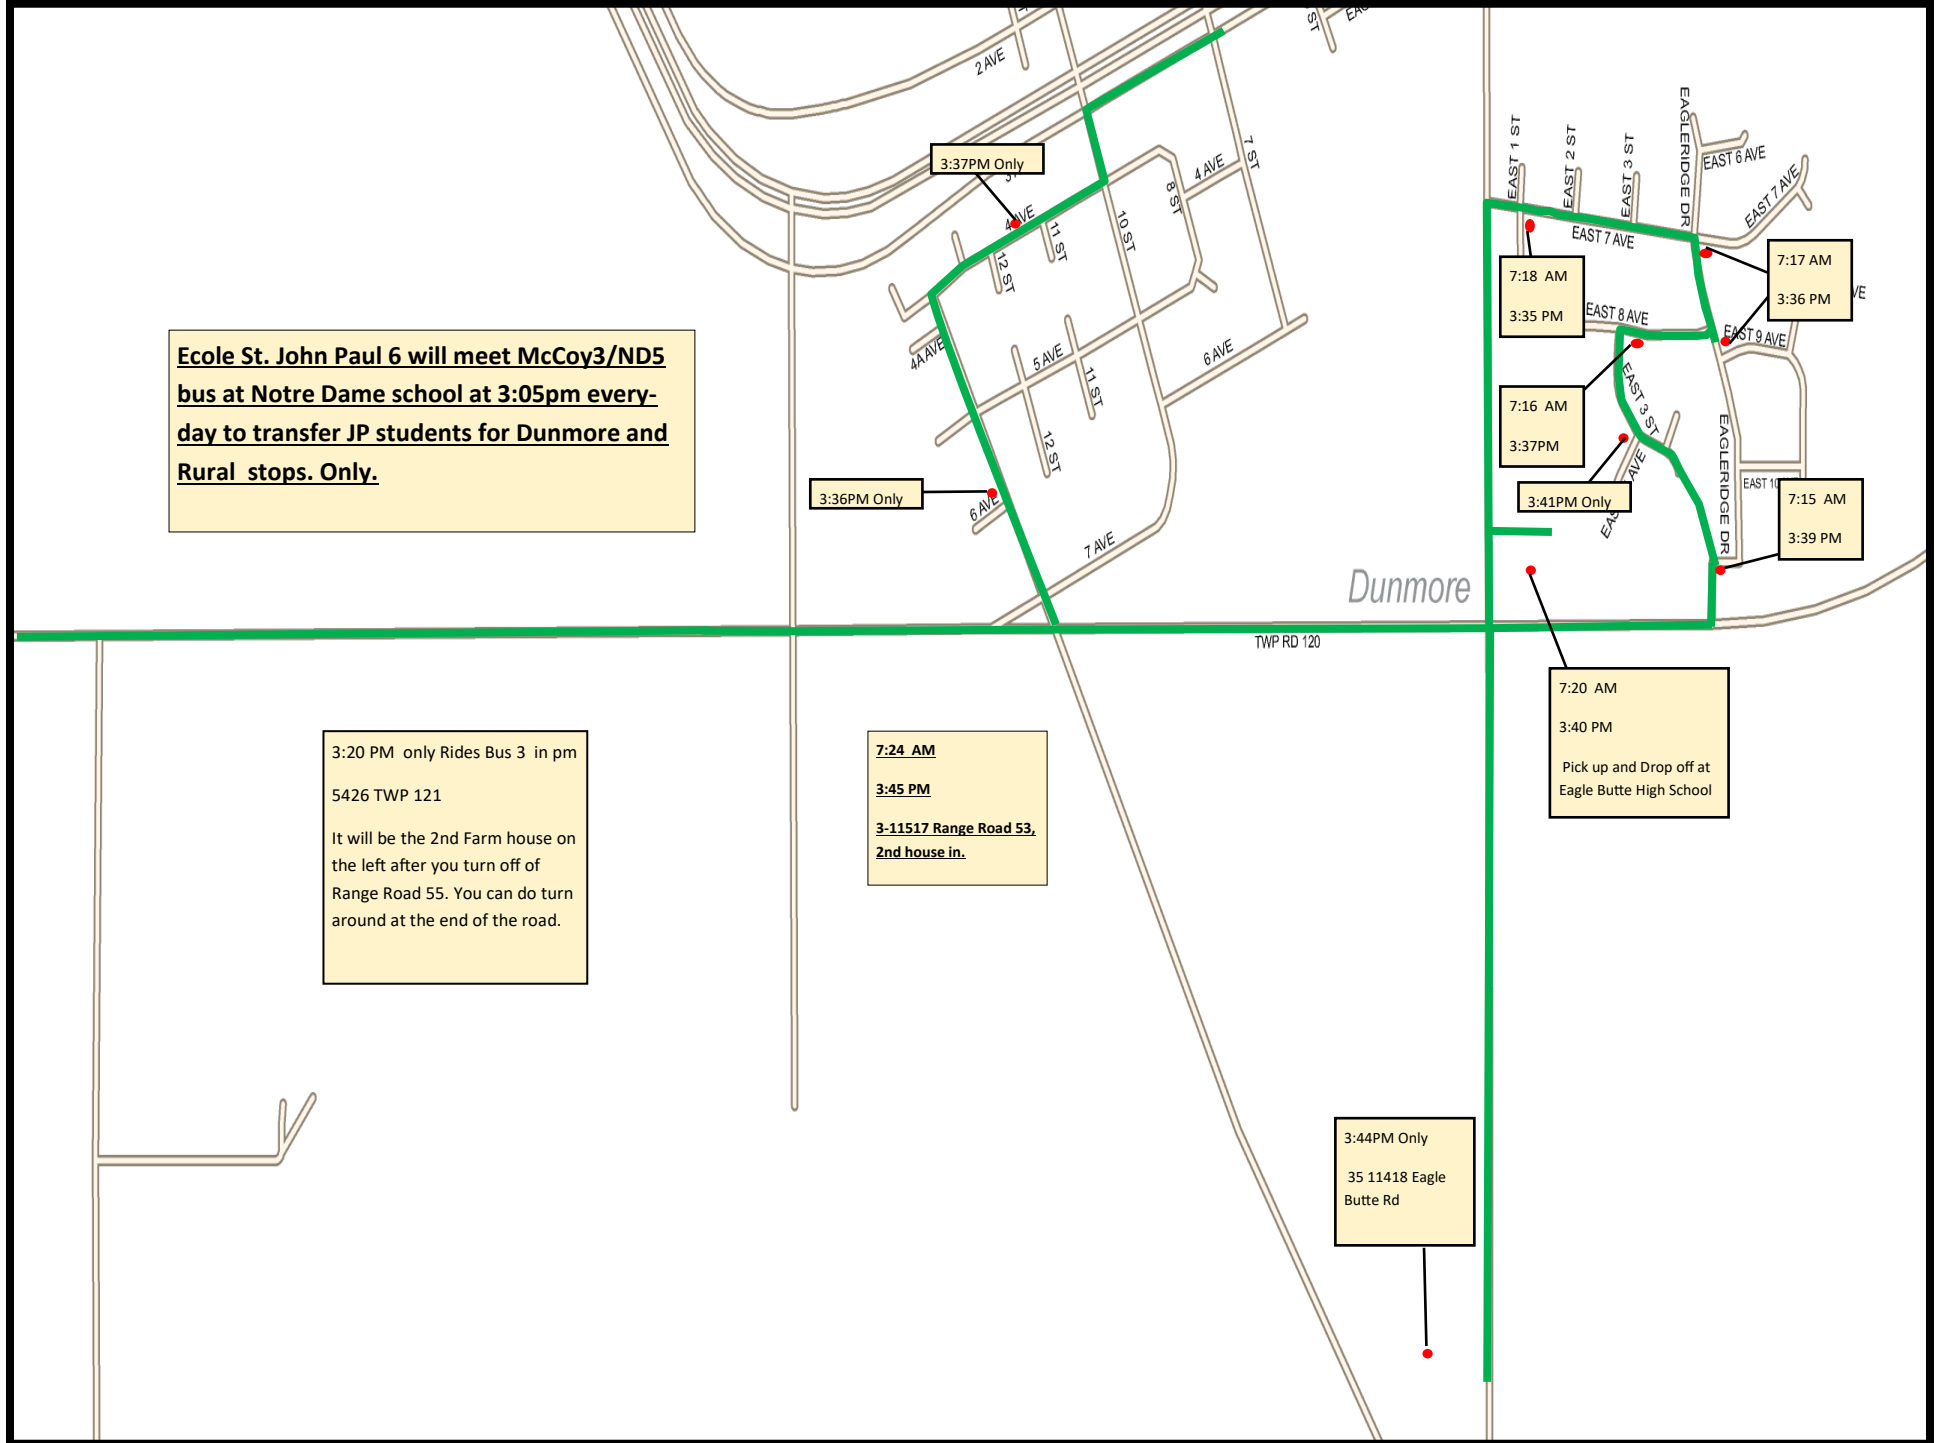 2 AVE
ST
EAST 1 ST
EAST 2 ST
EAST 3 ST
EAGLERIDGE DR
EAST 6 AVE
EAST 7 AVE
EAST 7 AVE
3:37PM Only
4 AVE
4 AVE
7 ST
8 ST
10 ST
11 ST
12 ST
7:18 AM
3:35 PM
7:17 AM
3:36 PM
EAST 8 AVE
EAST 9 AVE
Ecole St. John Paul 6 will meet McCoy3/ND5
bus at Notre Dame school at 3:05pm every-
day to transfer JP students for Dunmore and
Rural stops. Only.
4A AVE
5 AVE
6 AVE
11 ST
12 ST
7:16 AM
3:37PM
EAST 3 ST
EAGLERIDGE DR
3:36PM Only
6 AVE
7 AVE
3:41PM Only
AVE
EAST 10
7:15 AM
3:39 PM
Dunmore
TWP RD 120
7:20 AM
3:40 PM
Pick up and Drop off at
Eagle Butte High School
3:20 PM only Rides Bus 3 in pm
5426 TWP 121
It will be the 2nd Farm house on
the left after you turn off of
Range Road 55. You can do turn
around at the end of the road.
7:24 AM
3:45 PM
3-11517 Range Road 53,
2nd house in.
3:44PM Only
35 11418 Eagle
Butte Rd